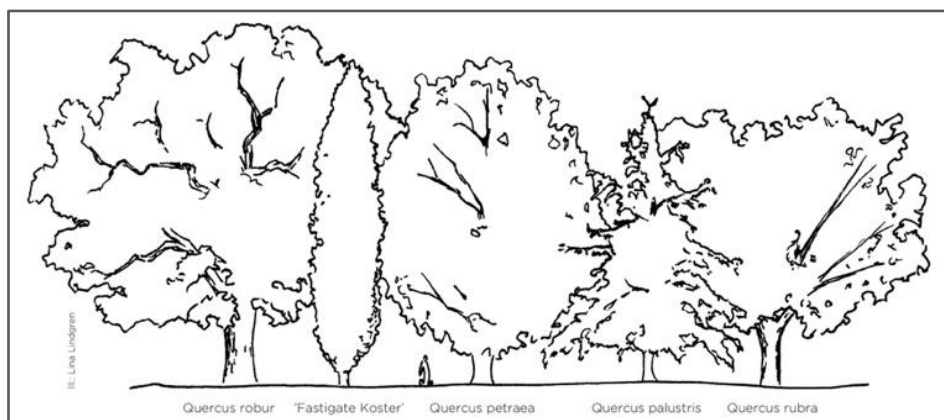 Ill.: Lina Lindgren
Quercus robur 'Fastigate Koster' Quercus petraea Quercus palustris Quercus rubra